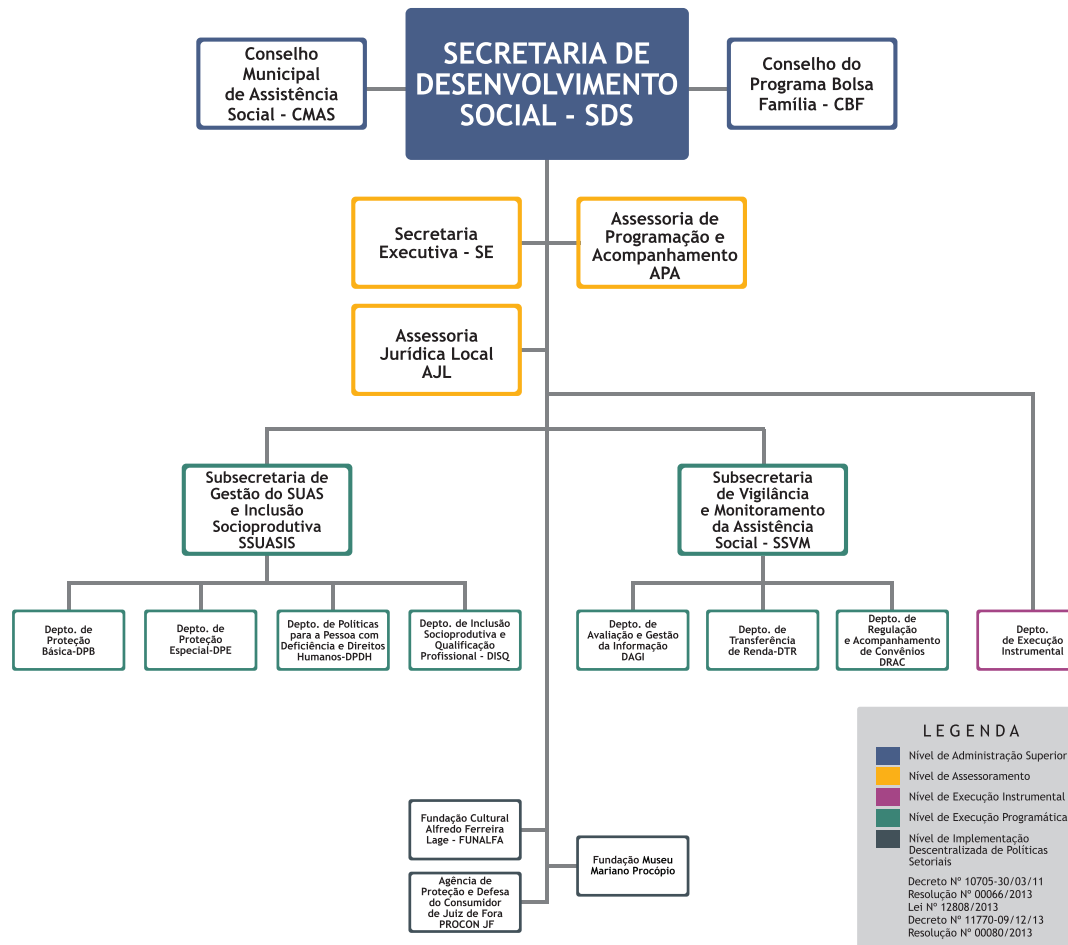 SECRETARIA DE
DESENVOLVIMENTO
SOCIAL - SDS
Conselho
Municipal
de Assistência
Social - CMAS
Conselho do
Programa Bolsa
Família - CBF
Secretaria
Executiva - SE
Assessoria de
Programação e
Acompanhamento
APA
Assessoria
Jurídica Local
AJL
Subsecretaria de
Gestão do SUAS
e Inclusão
Socioprodutiva
SSUASIS
Subsecretaria
de Vigilância
e Monitoramento
da Assistência
Social - SSVM
Depto. de
Proteção
Básica-DPB
Depto. de
Proteção
Especial-DPE
Depto. de Políticas
para a Pessoa com
Deficiência e Direitos
Humanos-DPDH
Depto. de Inclusão
Socioprodutiva e
Qualificação
Profissional - DISQ
Depto. de
Avaliação e Gestão
da Informação
DAGI
Depto. de
Transferência
de Renda-DTR
Depto. de
Regulação
e Acompanhamento
de Convênios
DRAC
Depto.
de Execução
Instrumental
Fundação Cultural
Alfredo Ferreira
Lage - FUNALFA
Fundação Museu
Mariano Procópio
Agência de
Proteção e Defesa
do Consumidor
de Juiz de Fora
PROCON JF
LEGENDA
Nível de Administração Superior
Nível de Assessoramento
Nível de Execução Instrumental
Nível de Execução Programática
Nível de Implementação
Descentralizada de Políticas
Setoriais
Decreto Nº 10705-30/03/11
Resolução Nº 00066/2013
Lei Nº 12808/2013
Decreto Nº 11770-09/12/13
Resolução Nº 00080/2013